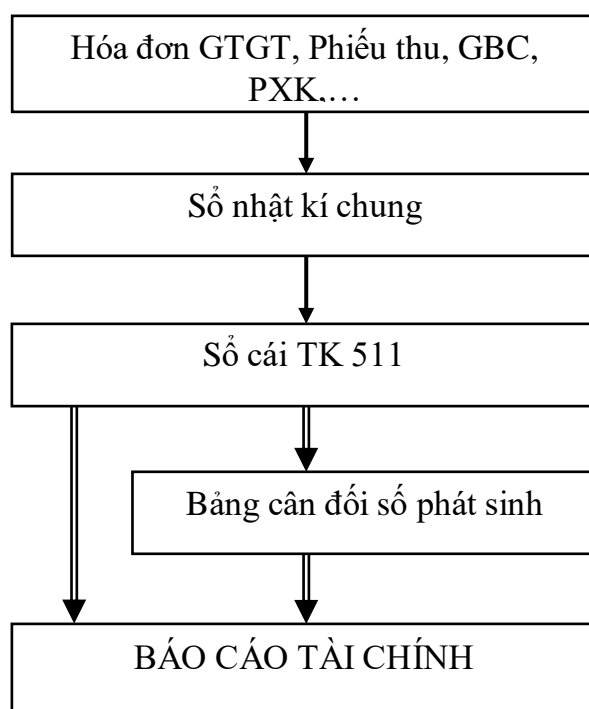 Hóa đơn GTGT, Phiếu thu, GBC,
PXK,…
Sổ nhật kí chung
Sổ cái TK 511
Bảng cân đối số phát sinh
BÁO CÁO TÀI CHÍNH